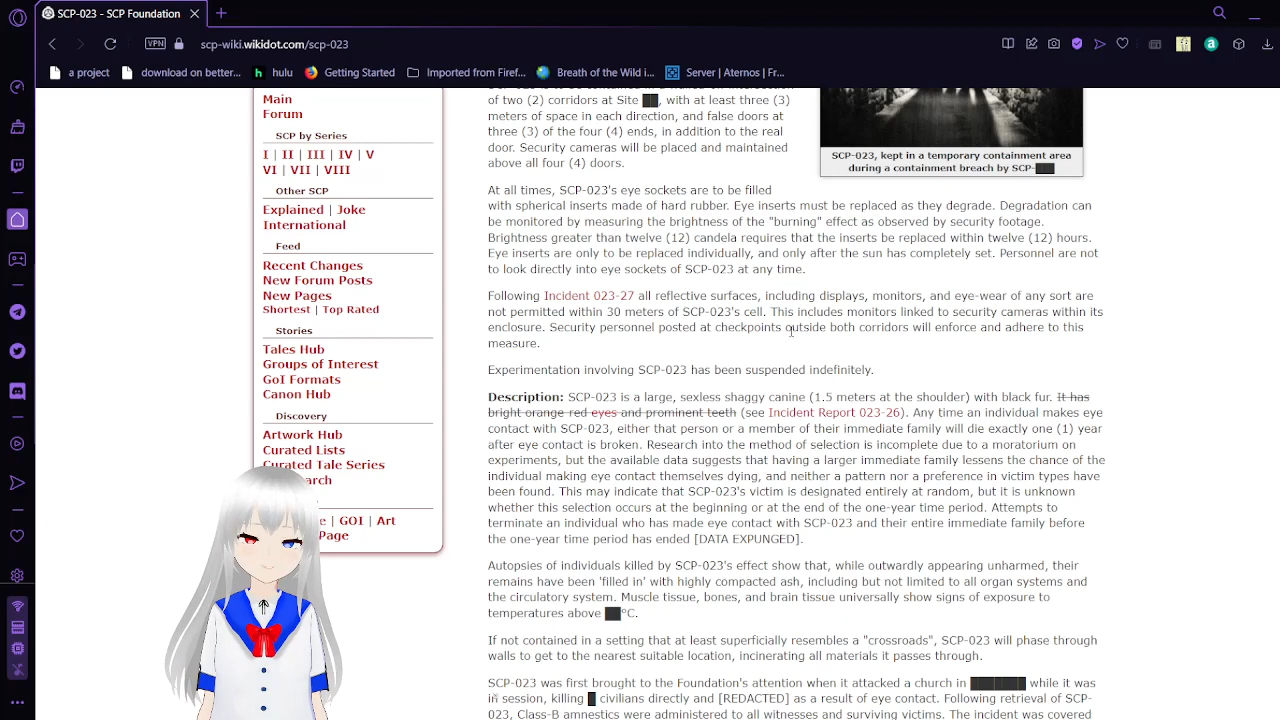 SCP-023 - SCP Foundation
VPN
scp-wiki.wikidot.com/scp-023
a project
download on better...
hulu
Getting Started
Imported from Firef...
Breath of the Wild i...
Server | Aternos | Fr...
Main
Forum
SCP by Series
I | II | III | IV | V
VI | VII | VIII
Other SCP
Explained | Joke
International
Feed
Recent Changes
New Forum Posts
New Pages
Shortest | Top Rated
Stories
Tales Hub
Groups of Interest
GoI Formats
Canon Hub
Discovery
Artwork Hub
Curated Lists
Curated Tale Series
| GOI | Art
Page
of two (2) corridors at Site ██, with at least three (3)
meters of space in each direction, and false doors at
three (3) of the four (4) ends, in addition to the real
door. Security cameras will be placed and maintained
above all four (4) doors.
SCP-023, kept in a temporary containment area
during a containment breach by SCP-███
At all times, SCP-023's eye sockets are to be filled
with spherical inserts made of hard rubber. Eye inserts must be replaced as they degrade. Degradation can
be monitored by measuring the brightness of the "burning" effect as observed by security footage.
Brightness greater than twelve (12) candela requires that the inserts be replaced within twelve (12) hours.
Eye inserts are only to be replaced individually, and only after the sun has completely set. Personnel are not
to look directly into eye sockets of SCP-023 at any time.
Following Incident 023-27 all reflective surfaces, including displays, monitors, and eye-wear of any sort are
not permitted within 30 meters of SCP-023's cell. This includes monitors linked to security cameras within its
enclosure. Security personnel posted at checkpoints outside both corridors will enforce and adhere to this
measure.
Experimentation involving SCP-023 has been suspended indefinitely.
Description: SCP-023 is a large, sexless shaggy canine (1.5 meters at the shoulder) with black fur. It has
bright orange red eyes and prominent teeth (see Incident Report 023-26). Any time an individual makes eye
contact with SCP-023, either that person or a member of their immediate family will die exactly one (1) year
after eye contact is broken. Research into the method of selection is incomplete due to a moratorium on
experiments, but the available data suggests that having a larger immediate family lessens the chance of the
individual making eye contact themselves dying, and neither a pattern nor a preference in victim types have
been found. This may indicate that SCP-023's victim is designated entirely at random, but it is unknown
whether this selection occurs at the beginning or at the end of the one-year time period. Attempts to
terminate an individual who has made eye contact with SCP-023 and their entire immediate family before
the one-year time period has ended [DATA EXPUNGED].
Autopsies of individuals killed by SCP-023's effect show that, while outwardly appearing unharmed, their
remains have been 'filled in' with highly compacted ash, including but not limited to all organ systems and
the circulatory system. Muscle tissue, bones, and brain tissue universally show signs of exposure to
temperatures above ██°C.
If not contained in a setting that at least superficially resembles a "crossroads", SCP-023 will phase through
walls to get to the nearest suitable location, incinerating all materials it passes through.
SCP-023 was first brought to the Foundation's attention when it attacked a church in ███████ while it was
in session, killing █ civilians directly and [REDACTED] as a result of eye contact. Following retrieval of SCP-
023, Class-B amnestics were administered to all witnesses and surviving victims. The incident was covered